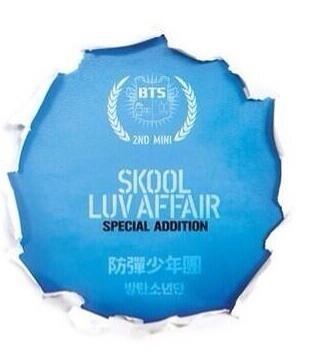 BTS
2ND MINI
SKOOL
LUV AFFAIR
SPECIAL ADDITION
防彈少年團
방탄소년단